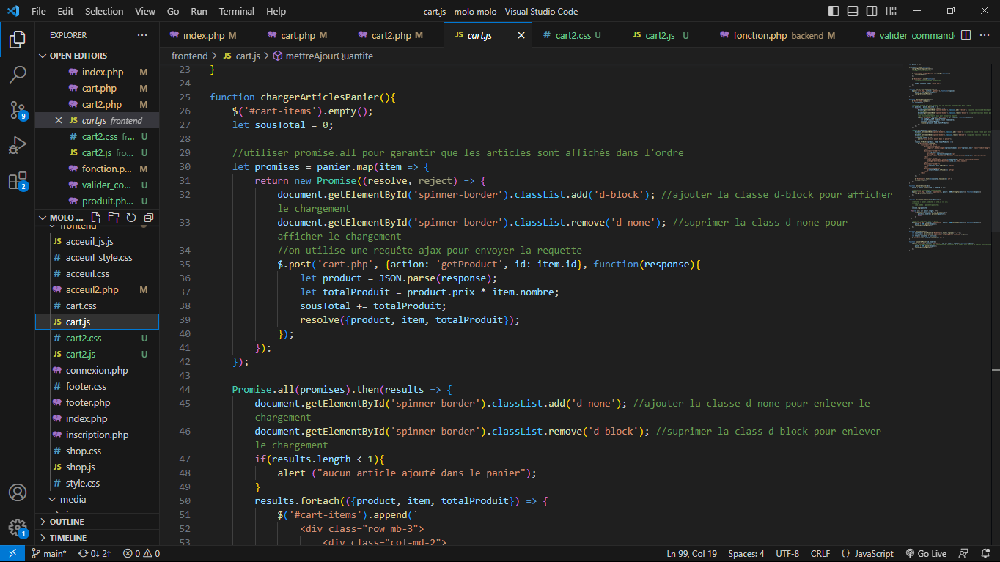 File Edit Selection View Go Run Terminal Help
cart.js - molo molo - Visual Studio Code
EXPLORER
OPEN EDITORS
index.php M
cart.php M
cart2.php M
JS cart.js frontend
# cart2.css fr... U
JS cart2.js fro... U
fonction.p... M
valider_co... U
produit.ph... U
MOLO ...
frontend
JS acceuil_js.js
# acceuil_style.css
# acceuil.css
acceuil2.php M
# cart.css
JS cart.js
# cart2.css U
JS cart2.js U
connexion.php
# footer.css
footer.php
index.php
inscription.php
# shop.css
JS shop.js
# style.css
media
OUTLINE
TIMELINE
9
2
1
index.php M cart.php M cart2.php M JS cart.js # cart2.css U JS cart2.js U fonction.php backend M valider_command
frontend > JS cart.js > mettreAjourQuantite
23 }
24
25 function chargerArticlesPanier(){
26 $('#cart-items').empty();
27 let sousTotal = 0;
28
29 //utiliser promise.all pour garantir que les articles sont affichés dans l'ordre
30 let promises = panier.map(item => {
31 return new Promise((resolve, reject) => {
32 document.getElementById('spinner-border').classList.add('d-block'); //ajouter la classe d-block pour afficher
le chargement
33 document.getElementById('spinner-border').classList.remove('d-none'); //suprimer la class d-none pour
afficher le chargement
34 //on utilise une requête ajax pour envoyer la requette
35 $.post('cart.php', {action: 'getProduct', id: item.id}, function(response){
36 let product = JSON.parse(response);
37 let totalProduit = product.prix * item.nombre;
38 sousTotal += totalProduit;
39 resolve({product, item, totalProduit});
40 });
41 });
42 });
43
44 Promise.all(promises).then(results => {
45 document.getElementById('spinner-border').classList.add('d-none'); //ajouter la classe d-none pour enlever le
chargement
46 document.getElementById('spinner-border').classList.remove('d-block'); //suprimer la class d-block pour enlever
le chargement
47 if(results.length < 1){
48 alert ("aucun article ajouté dans le panier");
49 }
50 results.forEach(({product, item, totalProduit}) => {
51 $('#cart-items').append(`
52 <div class="row mb-3">
53 <div class="col-md-2">
main* 0↓ 2↑ 0 0 Ln 99, Col 19 Spaces: 4 UTF-8 CRLF {} JavaScript Go Live